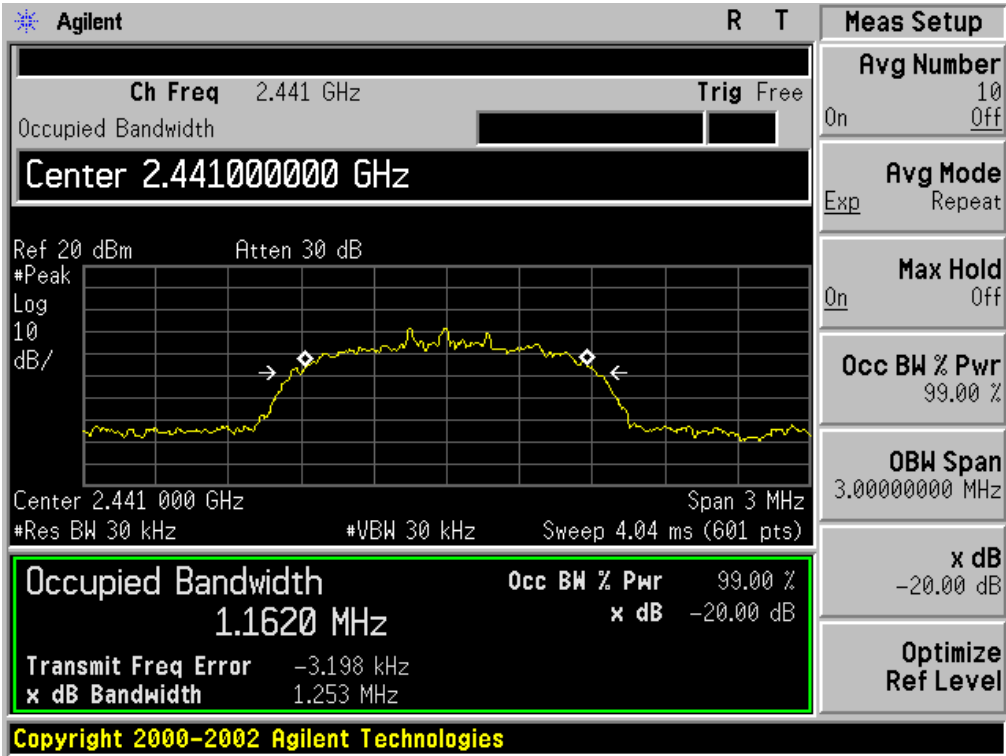 Agilent R T
Meas Setup
Ch Freq 2.441 GHz Trig Free
Occupied Bandwidth
Center 2.441000000 GHz
Ref 20 dBm Atten 30 dB
#Peak
Log
10
dB/
Center 2.441 000 GHz Span 3 MHz
#Res BW 30 kHz #VBW 30 kHz Sweep 4.04 ms (601 pts)
Occupied Bandwidth
1.1620 MHz
Occ BW % Pwr 99.00 %
x dB -20.00 dB
Transmit Freq Error -3.198 kHz
x dB Bandwidth 1.253 MHz
Avg Number
10
On Off
Avg Mode
Exp Repeat
Max Hold
On Off
Occ BW % Pwr
99.00 %
OBW Span
3.00000000 MHz
x dB
-20.00 dB
Optimize
Ref Level
Copyright 2000-2002 Agilent Technologies